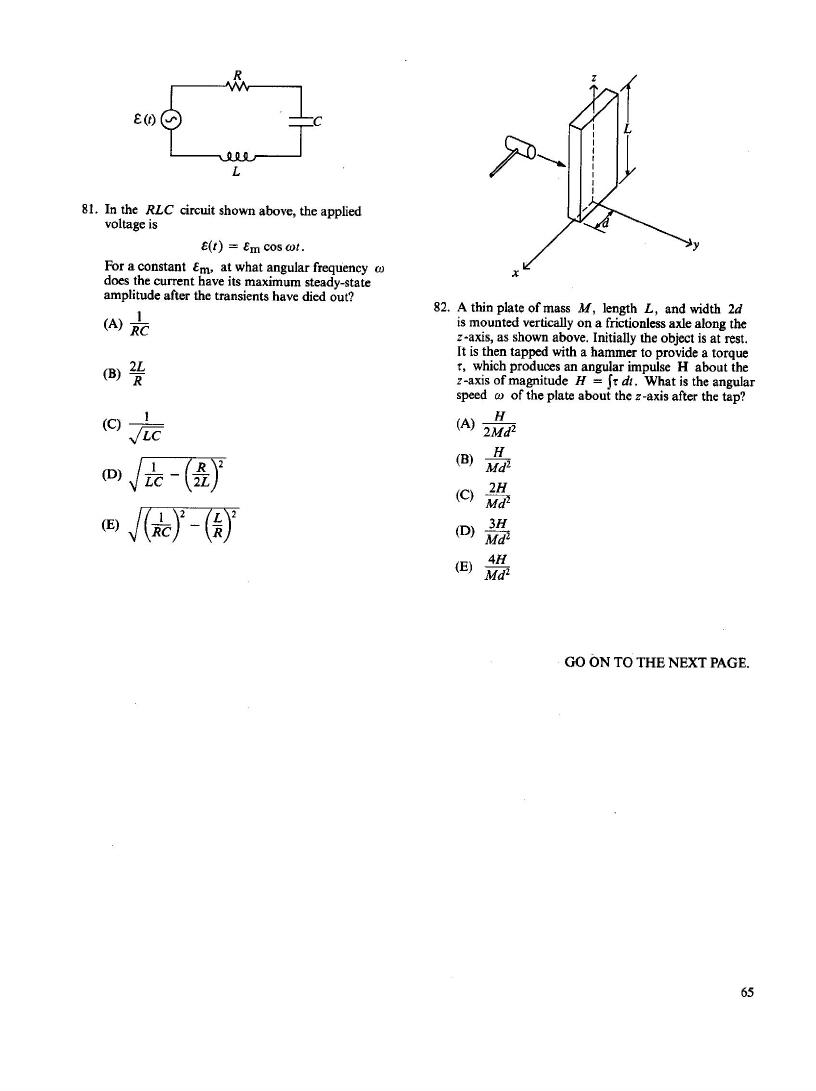 R
Ɛ(t)
C
L
81. In the RLC circuit shown above, the applied
voltage is
Ɛ(t) = Ɛm cos ωt.
For a constant Ɛm, at what angular frequency ω
does the current have its maximum steady-state
amplitude after the transients have died out?
(A) 1/RC
(B) 2L/R
(C) 1/√LC
(D) √(1/LC − (R/2L)²)
(E) √((1/RC)² − (L/R)²)
z
L
d
y
x
82. A thin plate of mass M, length L, and width 2d
is mounted vertically on a frictionless axle along the
z-axis, as shown above. Initially the object is at rest.
It is then tapped with a hammer to provide a torque
τ, which produces an angular impulse H about the
z-axis of magnitude H = ∫τ dt. What is the angular
speed ω of the plate about the z-axis after the tap?
(A) H/2Md²
(B) H/Md²
(C) 2H/Md²
(D) 3H/Md²
(E) 4H/Md²
GO ON TO THE NEXT PAGE.
65